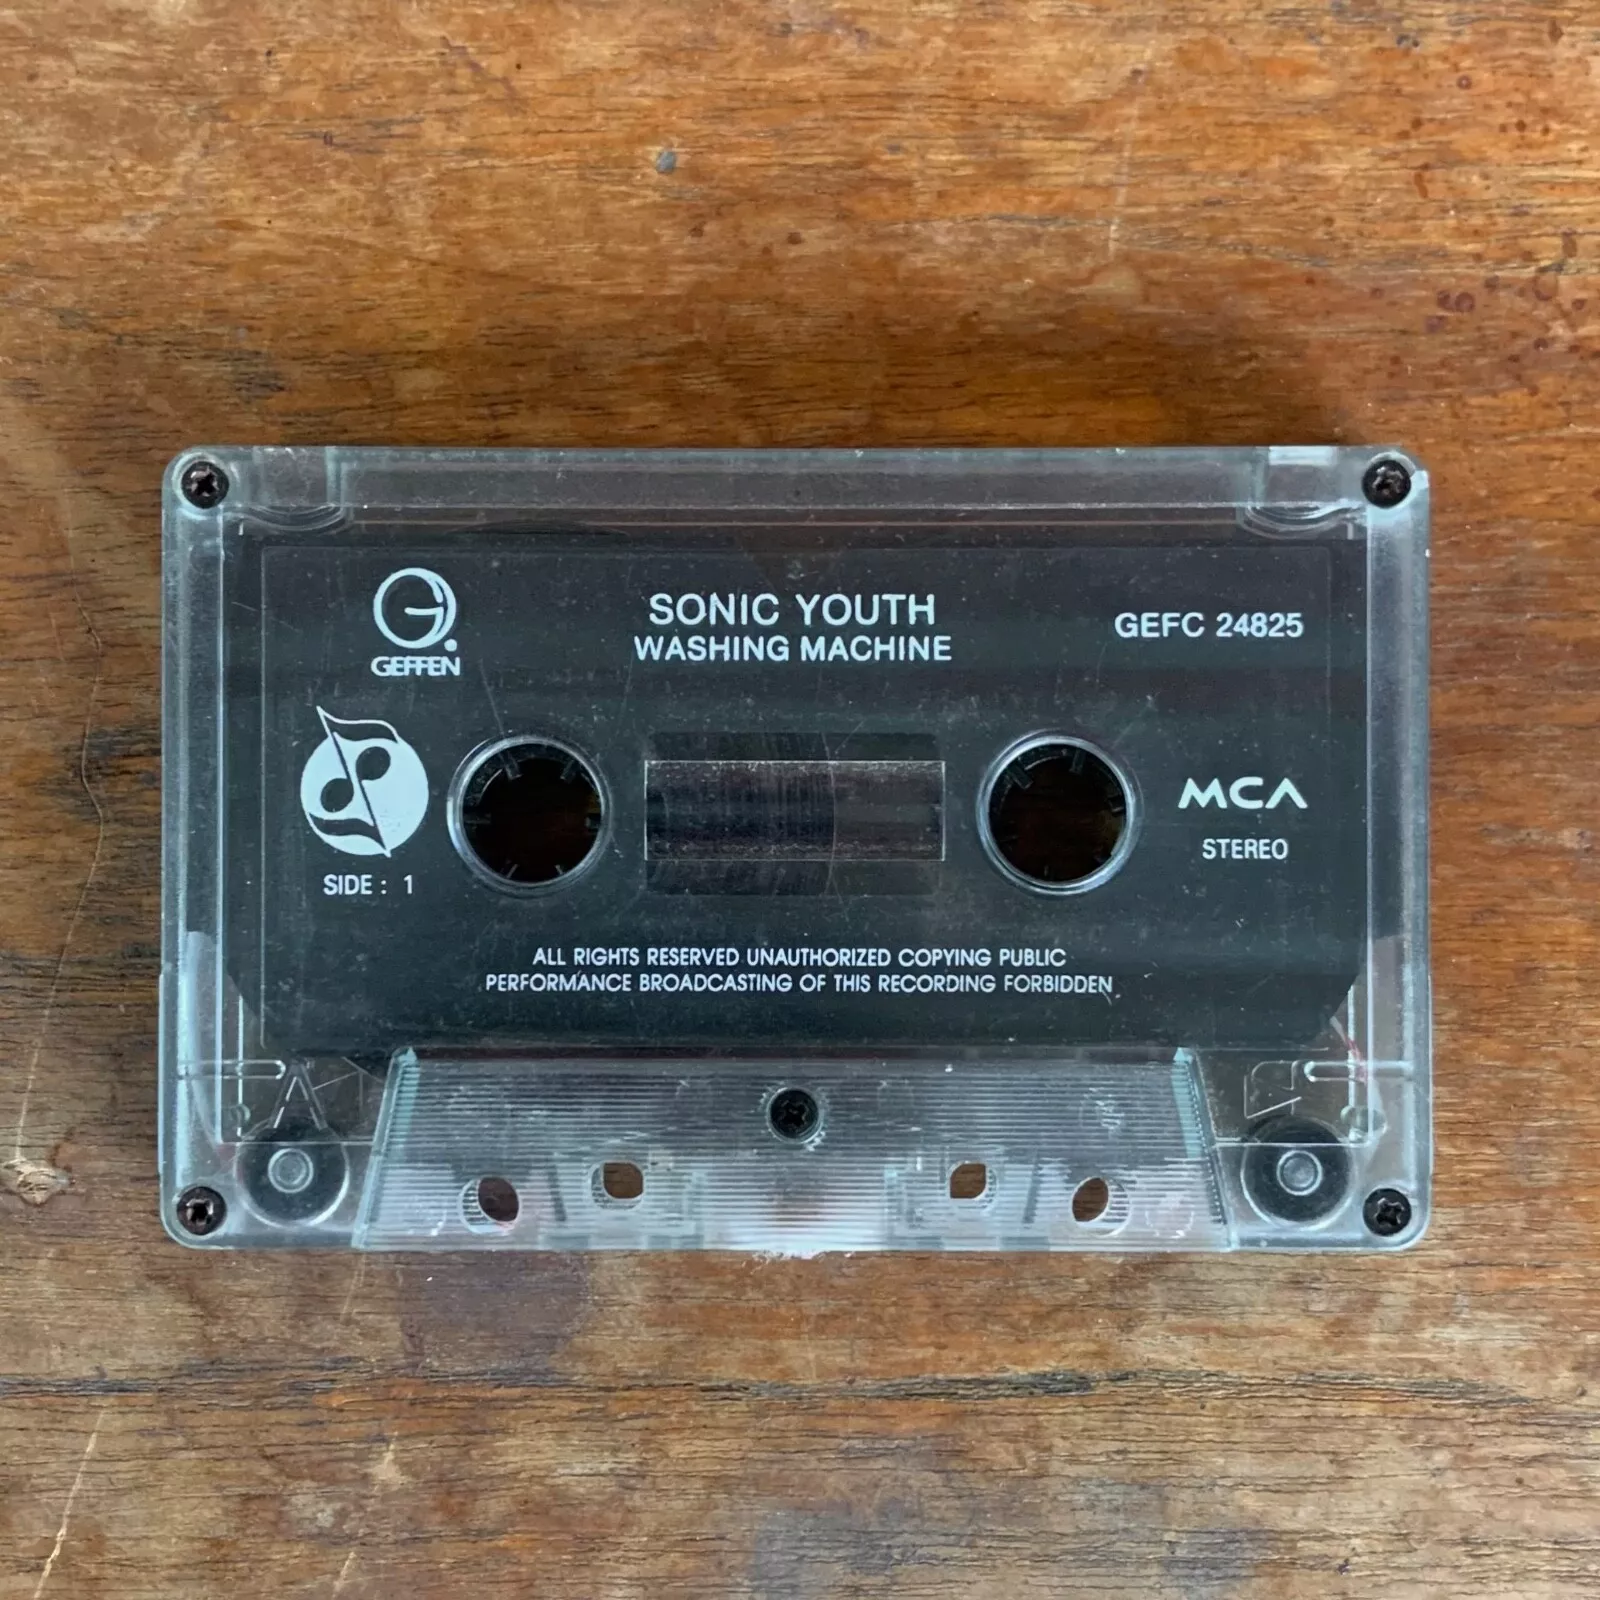 GEFFEN
SONIC YOUTH
WASHING MACHINE
GEFC 24825
SIDE : 1
MCA
STEREO
ALL RIGHTS RESERVED UNAUTHORIZED COPYING PUBLIC
PERFORMANCE BROADCASTING OF THIS RECORDING FORBIDDEN
A